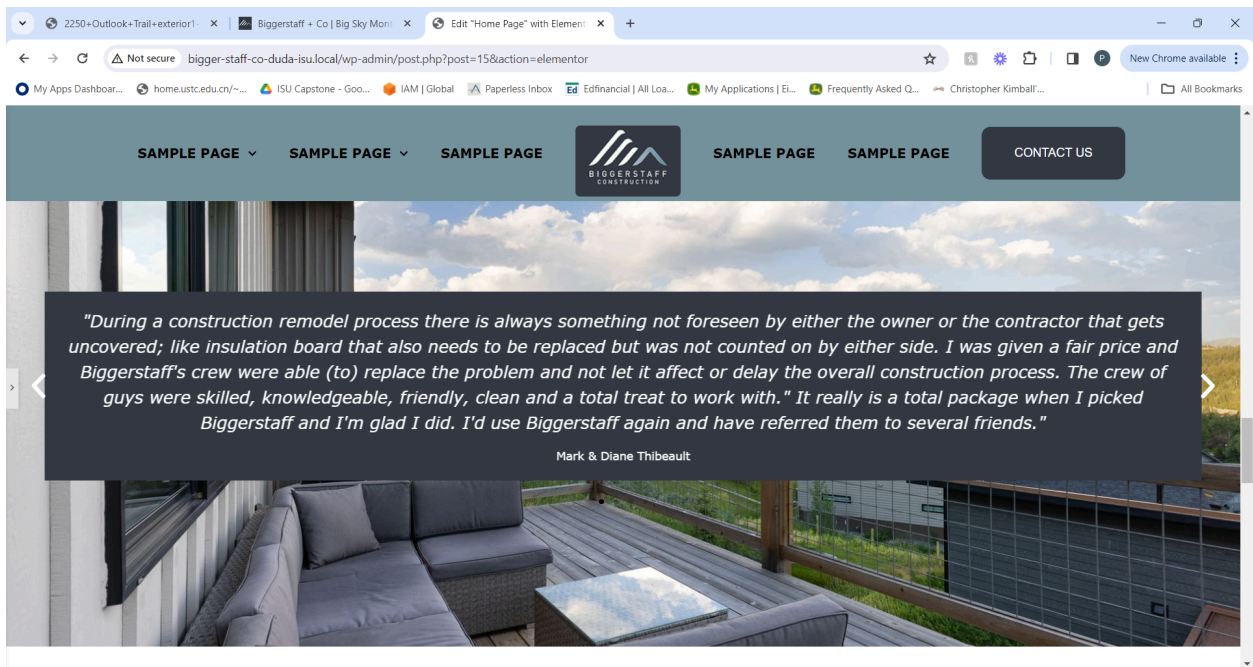 2250+Outlook+Trail+exterior1-
Biggerstaff + Co | Big Sky Mont
Edit "Home Page" with Element
Not secure
bigger-staff-co-duda-isu.local/wp-admin/post.php?post=15&action=elementor
P
New Chrome available
My Apps Dashboar...
home.ustc.edu.cn/~...
ISU Capstone - Goo...
IAM | Global
Paperless Inbox
Ed
Edfinancial | All Loa...
My Applications | Ei...
Frequently Asked Q...
Christopher Kimball'...
All Bookmarks
SAMPLE PAGE
SAMPLE PAGE
SAMPLE PAGE
BIGGERSTAFF
CONSTRUCTION
SAMPLE PAGE
SAMPLE PAGE
CONTACT US
"During a construction remodel process there is always something not foreseen by either the owner or the contractor that gets
uncovered; like insulation board that also needs to be replaced but was not counted on by either side. I was given a fair price and
Biggerstaff's crew were able (to) replace the problem and not let it affect or delay the overall construction process. The crew of
guys were skilled, knowledgeable, friendly, clean and a total treat to work with." It really is a total package when I picked
Biggerstaff and I'm glad I did. I'd use Biggerstaff again and have referred them to several friends."
Mark & Diane Thibeault